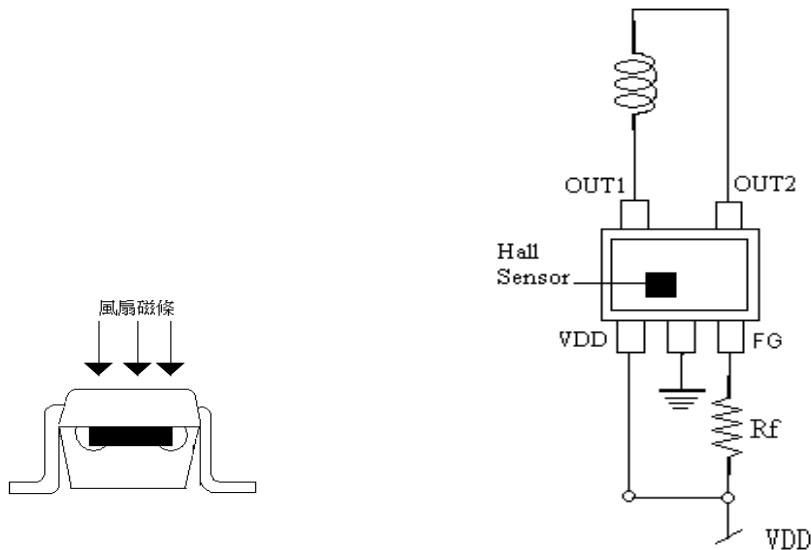 風扇磁條
OUT1
OUT2
Hall
Sensor
VDD
FG
Rf
VDD